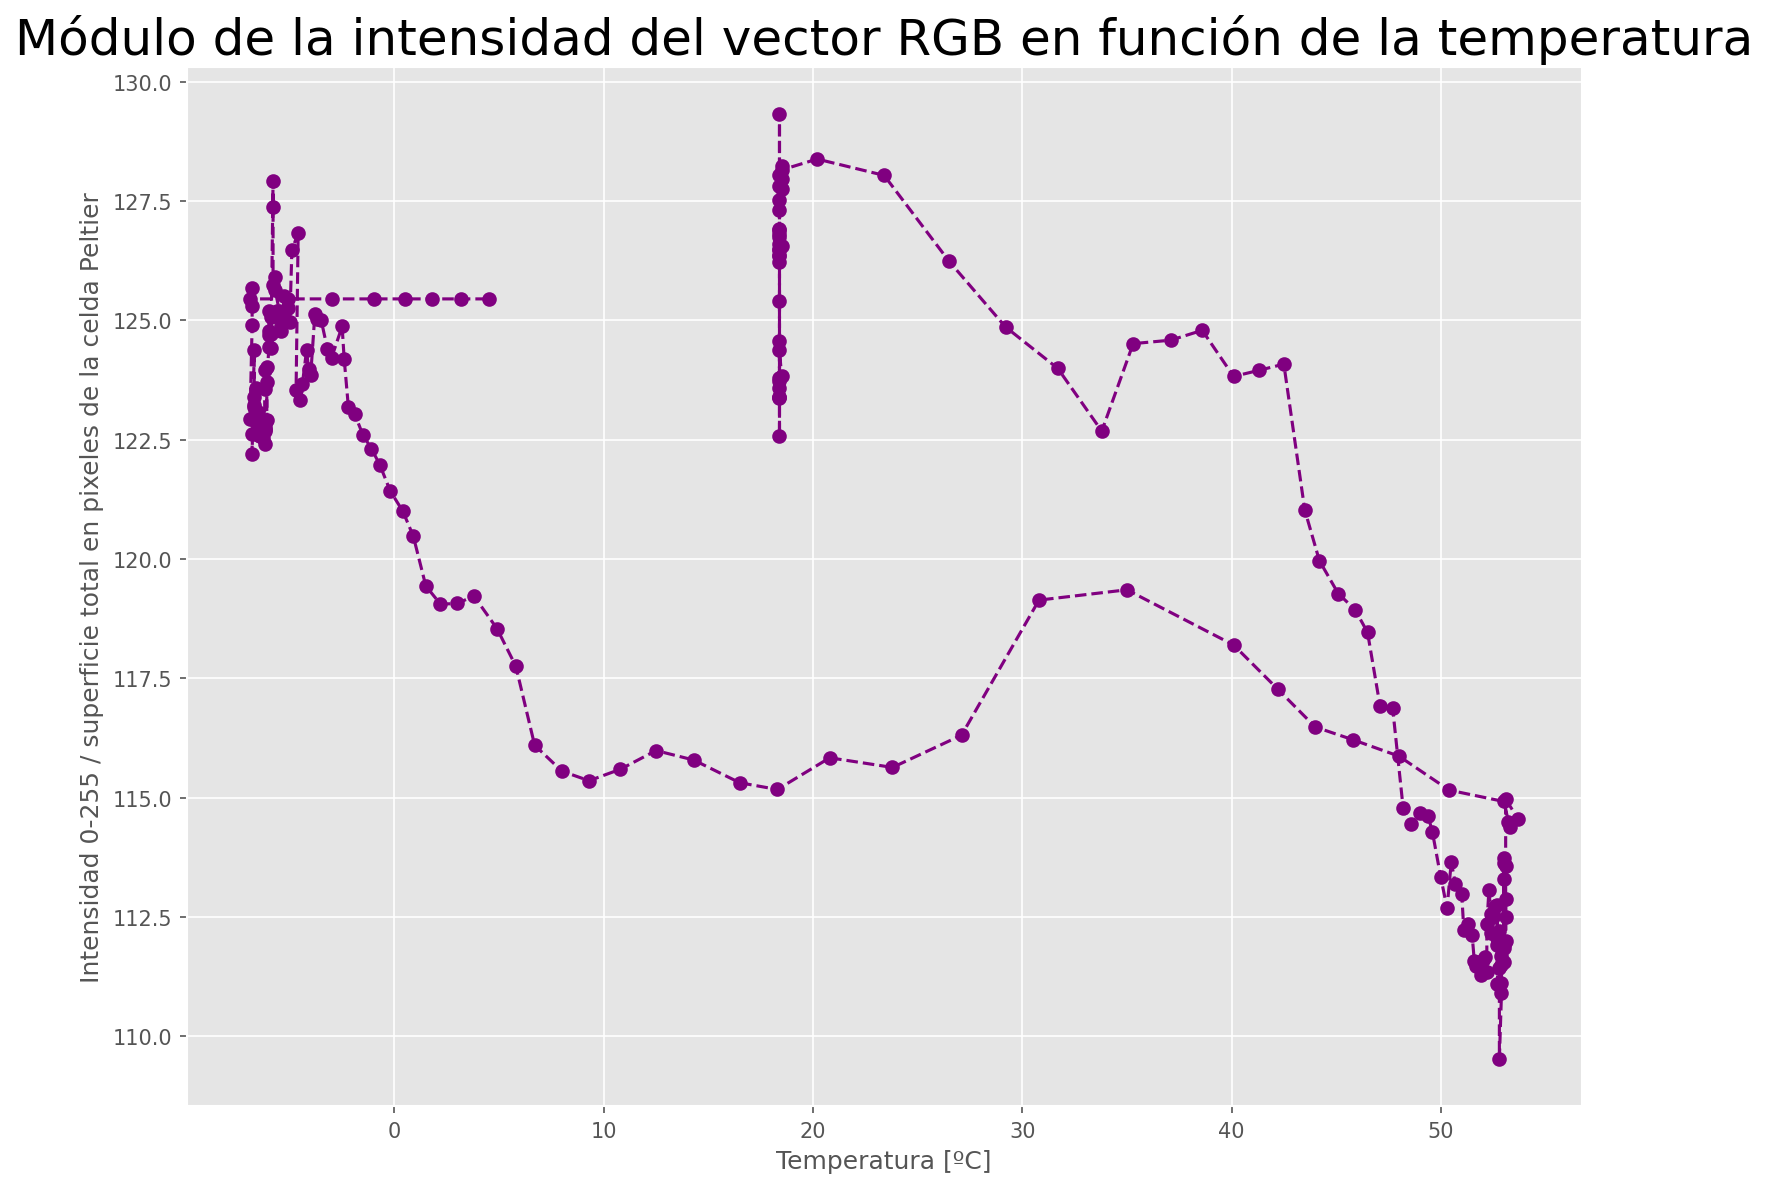 Módulo de la intensidad del vector RGB en función de la temperatura
Intensidad 0-255 / superficie total en pixeles de la celda Peltier
130.0
127.5
125.0
122.5
120.0
117.5
115.0
112.5
110.0
0 10 20 30 40 50
Temperatura [ºC]